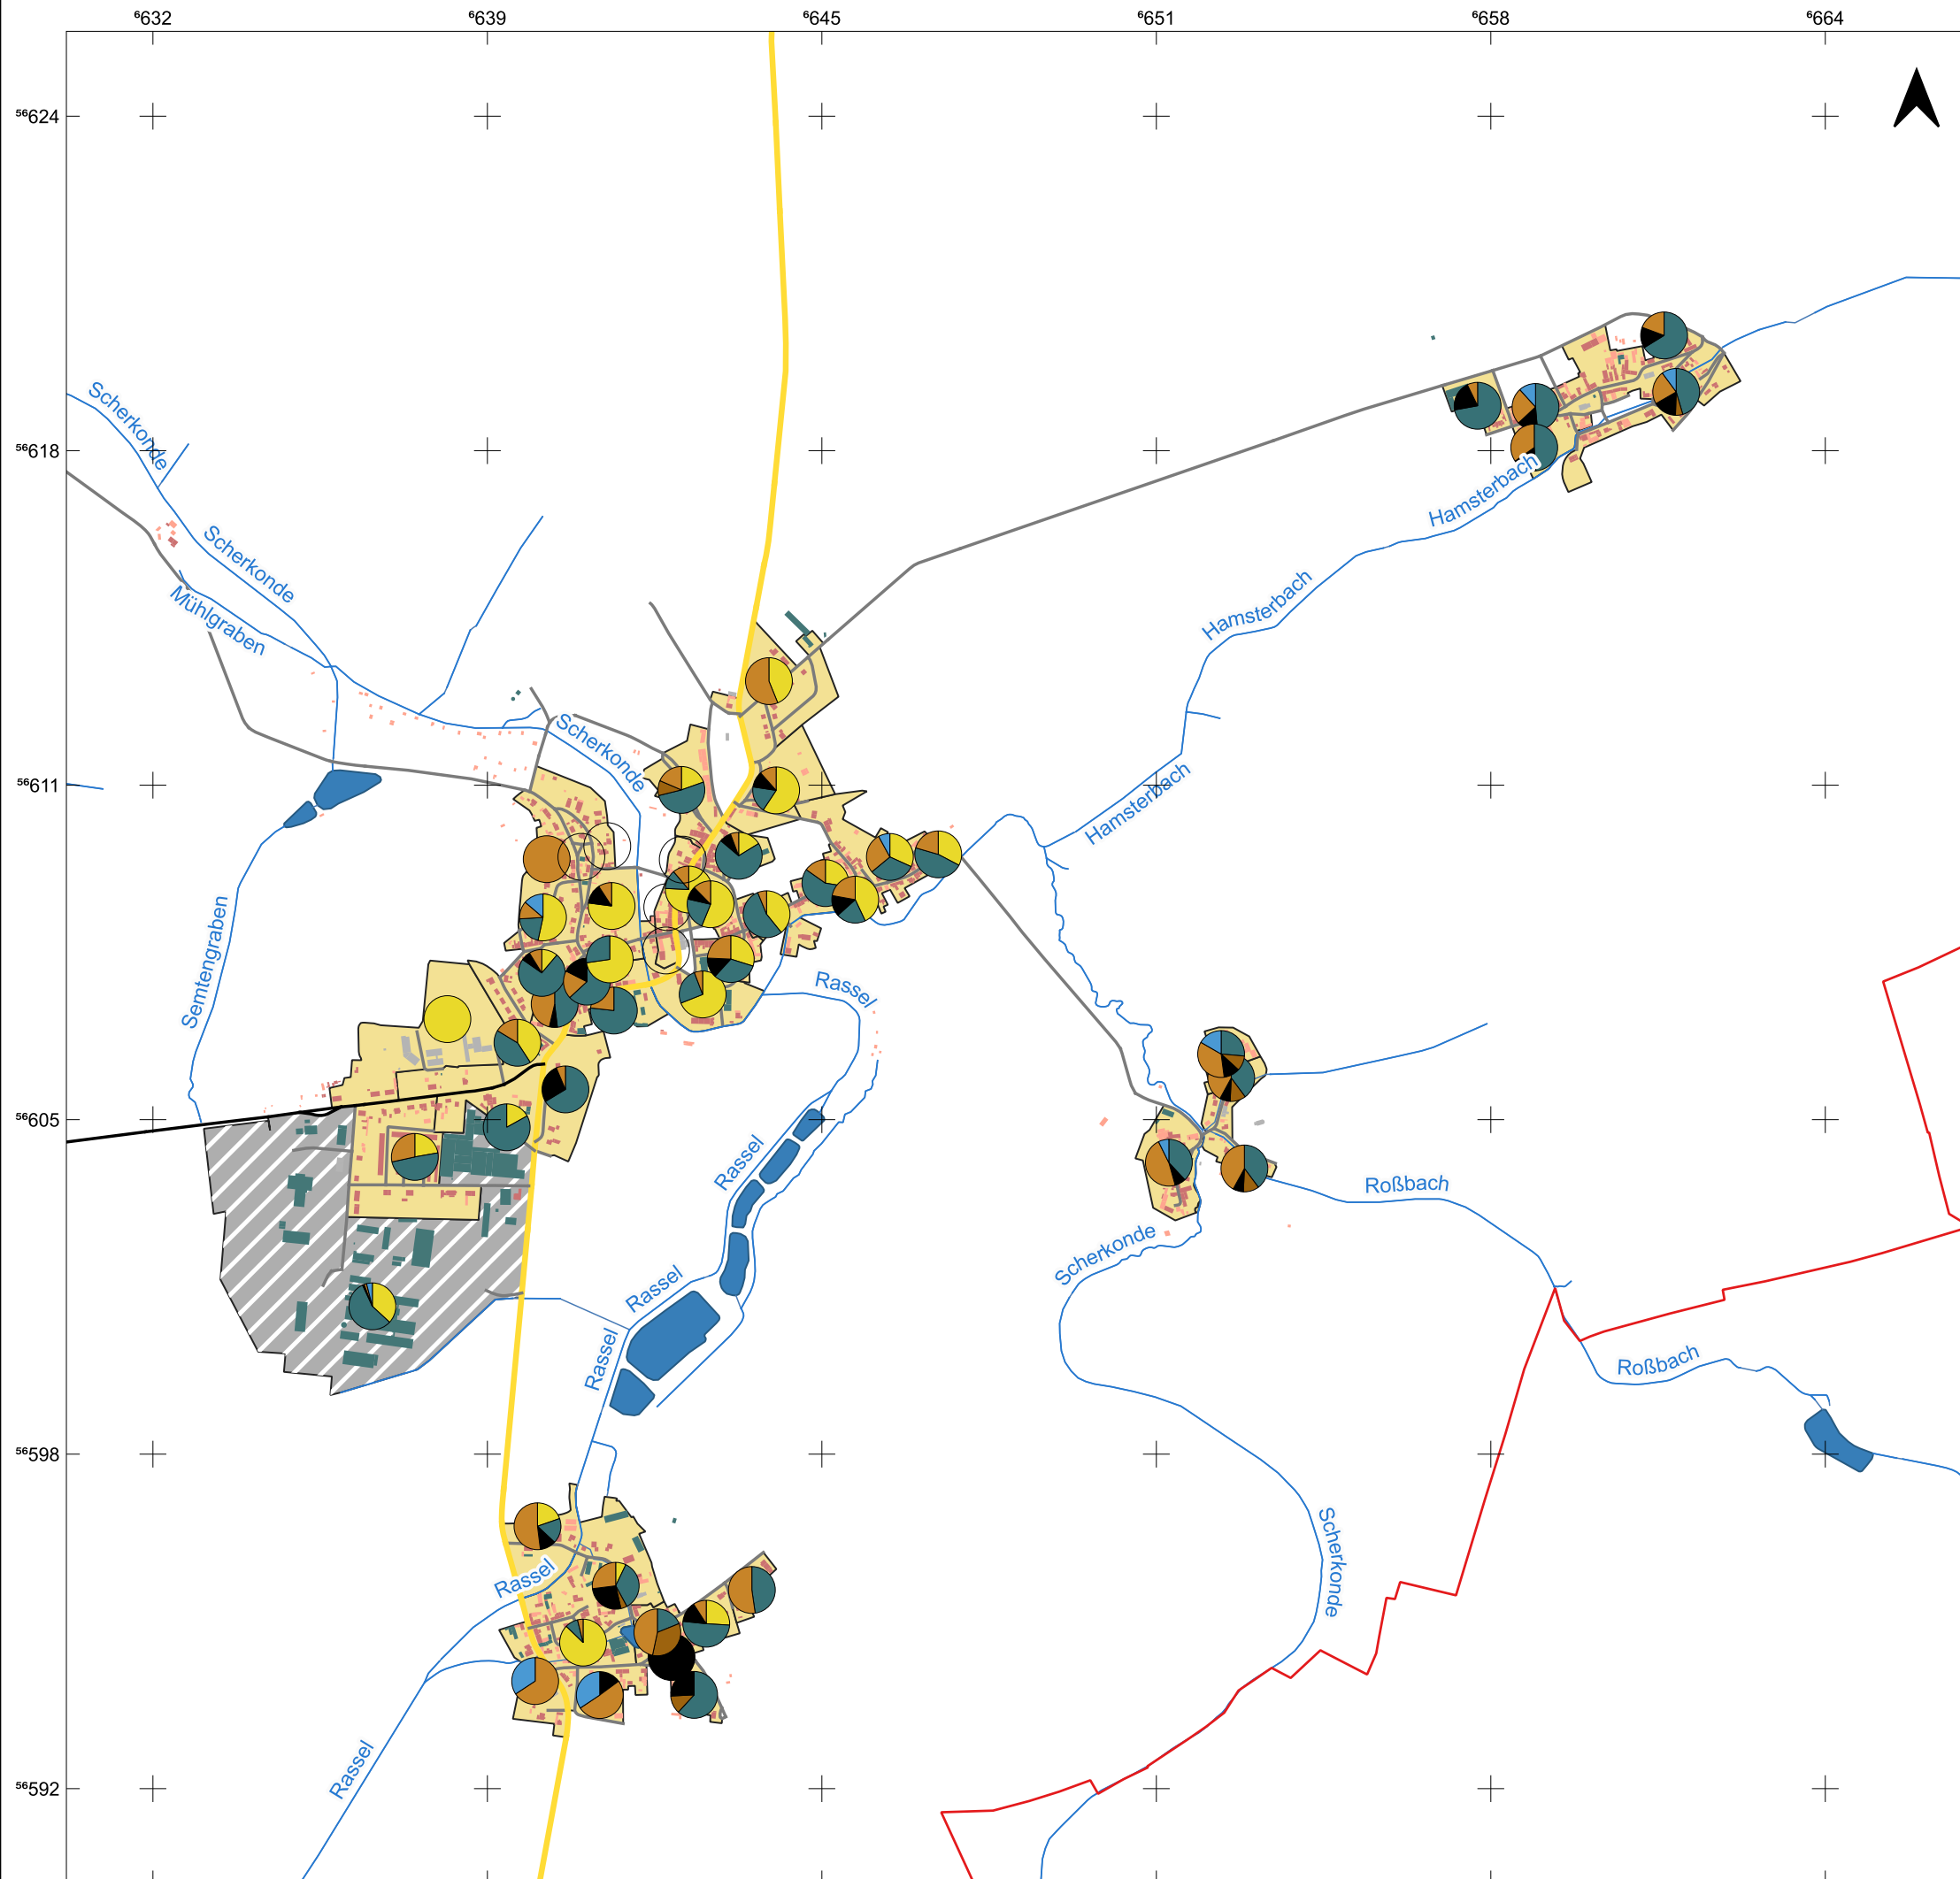 ⁶632 ⁶639 ⁶645 ⁶651 ⁶658 ⁶664
⁵⁶624
Scherkonde
⁵⁶618
Hamsterbach
Scherkonde
Hamsterbach
Mühlgraben
Scherkonde
⁵⁶611
Hamsterbach
Semtengraben
Rassel
⁵⁶605
Rassel
Roßbach
Scherkonde
Rassel
Rassel
Roßbach
⁵⁶598
Scherkonde
Rassel
Rassel
⁵⁶592